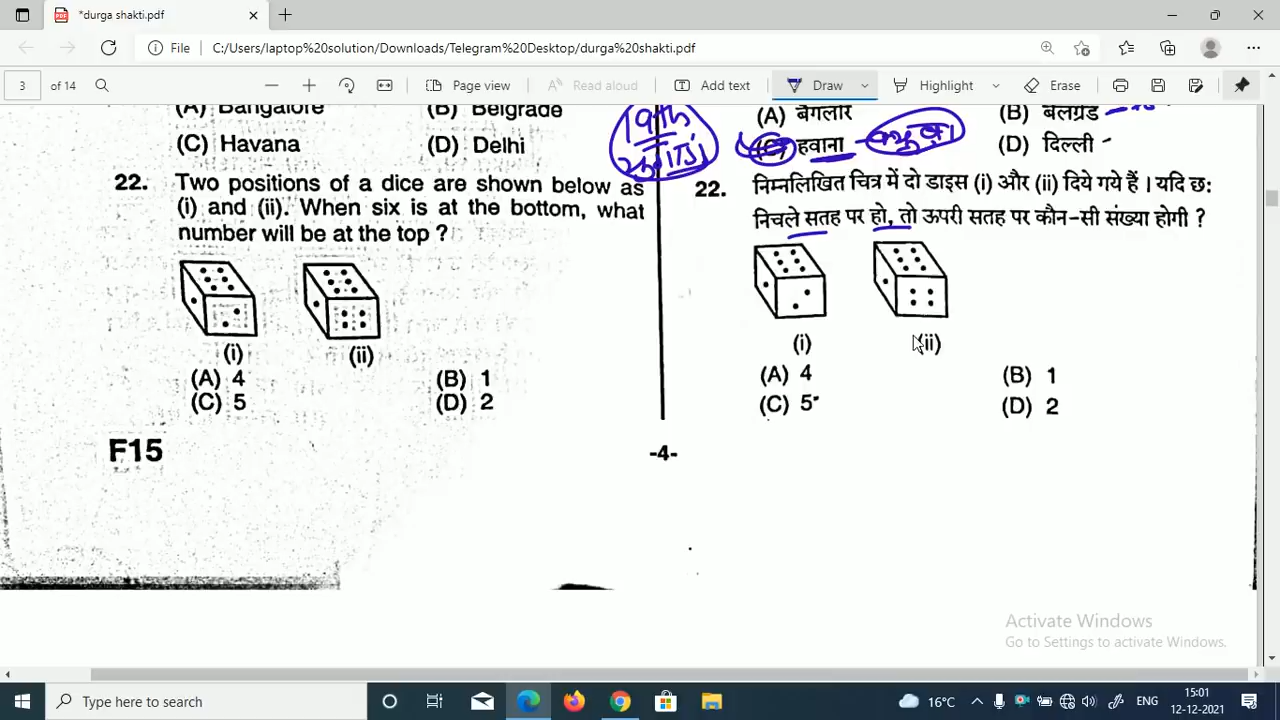 *durga shakti.pdf
File C:/Users/laptop%20solution/Downloads/Telegram%20Desktop/durga%20shakti.pdf
3 of 14 Page view Read aloud Add text Draw Highlight Erase
(A) Bangalore (B) Belgrade
(C) Havana (D) Delhi
22. Two positions of a dice are shown below as
(i) and (ii). When six is at the bottom, what
number will be at the top ?
(i) (ii)
(A) 4 (B) 1
(C) 5 (D) 2
F15
19th
(A) बैंगलोर (B) बेलग्रेड
हवाना (D) दिल्ली
22. निम्नलिखित चित्र में दो डाइस (i) और (ii) दिये गये हैं । यदि छ:
निचले सतह पर हो, तो ऊपरी सतह पर कौन-सी संख्या होगी ?
(i) (ii)
(A) 4 (B) 1
(C) 5 (D) 2
-4-
Activate Windows
Go to Settings to activate Windows.
Type here to search
16°C ENG 15:01
12-12-2021